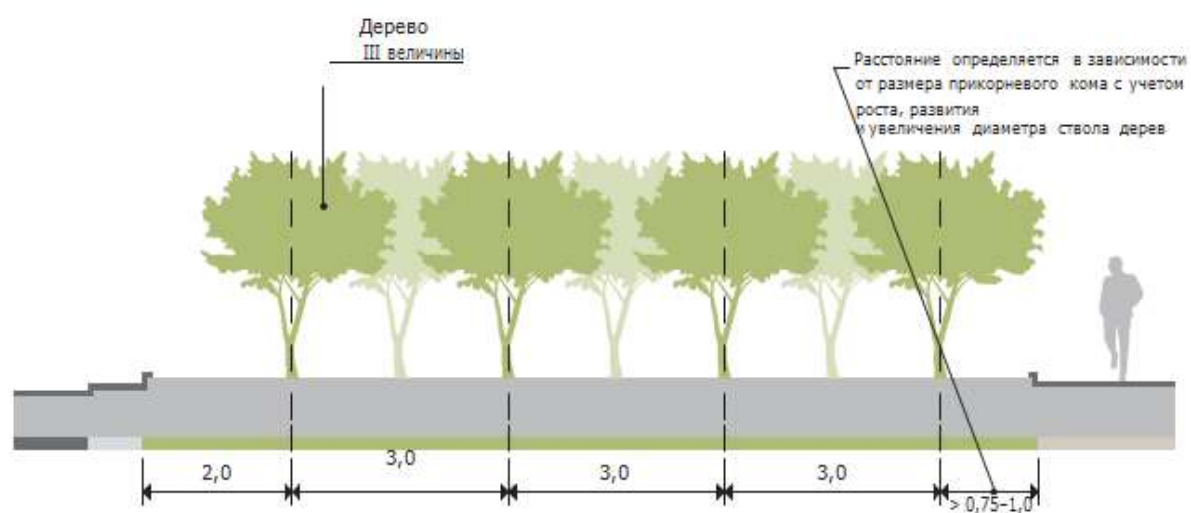 Дерево
III величины
Расстояние определяется в зависимости
от размера прикорневого кома с учетом
роста, развития
и увеличения диаметра ствола дерев
2,0
3,0
3,0
3,0
> 0,75–1,0